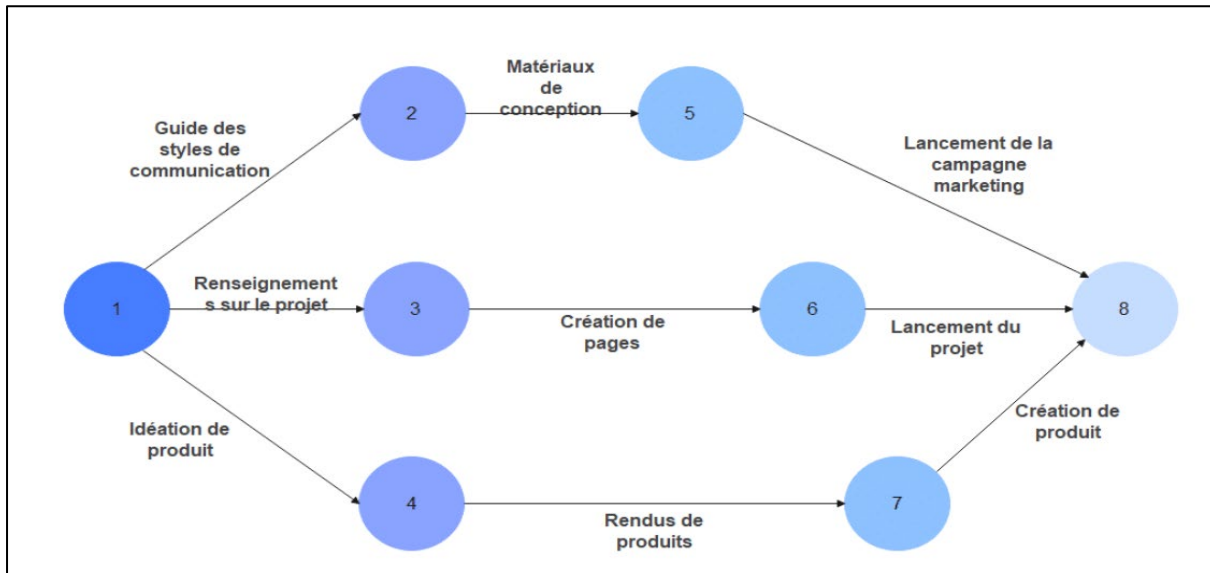 Matériaux
de
conception
2
5
Guide des
styles de
communication
Lancement de la
campagne
marketing
Renseignement
s sur le projet
1
3
6
8
Création de
pages
Lancement du
projet
Idéation de
produit
Création de
produit
4
7
Rendus de
produits